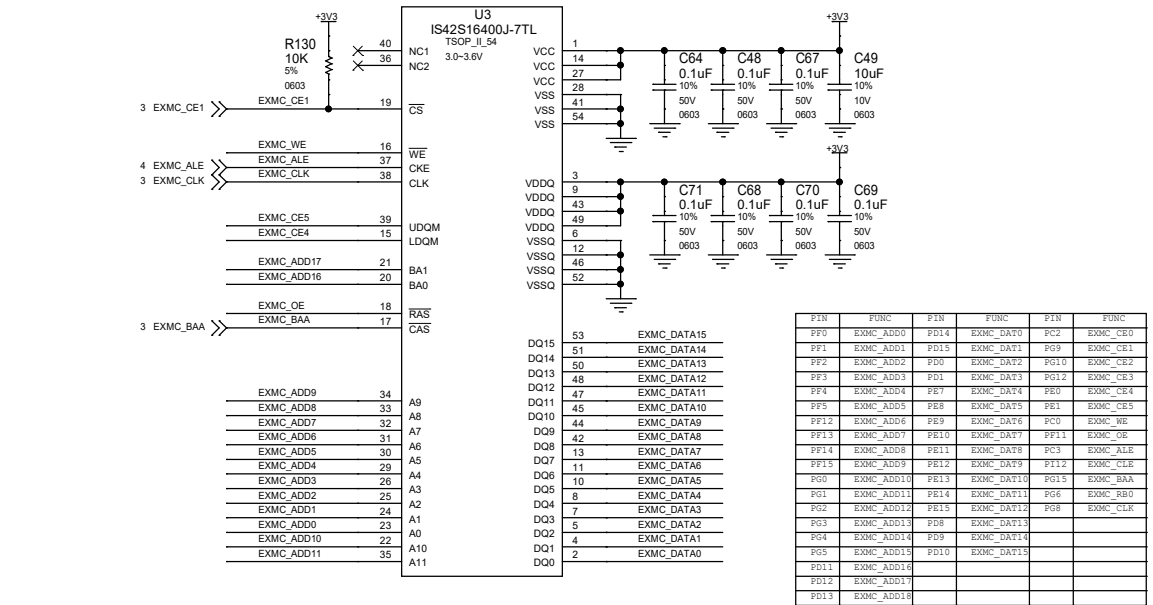 U3
IS42S16400J-7TL
TSOP_II_54
3.0~3.6V
+3V3
R130
10K
5%
0603
40 NC1
36 NC2
3 EXMC_CE1 EXMC_CE1 19 CS
EXMC_WE 16 WE
4 EXMC_ALE EXMC_ALE 37 CKE
3 EXMC_CLK EXMC_CLK 38 CLK
EXMC_CE5 39 UDQM
EXMC_CE4 15 LDQM
EXMC_ADD17 21 BA1
EXMC_ADD16 20 BA0
EXMC_OE 18 RAS
3 EXMC_BAA EXMC_BAA 17 CAS
EXMC_ADD9 34 A9
EXMC_ADD8 33 A8
EXMC_ADD7 32 A7
EXMC_ADD6 31 A6
EXMC_ADD5 30 A5
EXMC_ADD4 29 A4
EXMC_ADD3 26 A3
EXMC_ADD2 25 A2
EXMC_ADD1 24 A1
EXMC_ADD0 23 A0
EXMC_ADD10 22 A10
EXMC_ADD11 35 A11
VCC 1
VCC 14
VCC 27
VSS 28
VSS 41
VSS 54
VDDQ 3
VDDQ 9
VDDQ 43
VDDQ 49
VSSQ 6
VSSQ 12
VSSQ 46
VSSQ 52
DQ15 53 EXMC_DATA15
DQ14 51 EXMC_DATA14
DQ13 50 EXMC_DATA13
DQ12 48 EXMC_DATA12
DQ11 47 EXMC_DATA11
DQ10 45 EXMC_DATA10
DQ9 44 EXMC_DATA9
DQ8 42 EXMC_DATA8
DQ7 13 EXMC_DATA7
DQ6 11 EXMC_DATA6
DQ5 10 EXMC_DATA5
DQ4 8 EXMC_DATA4
DQ3 7 EXMC_DATA3
DQ2 5 EXMC_DATA2
DQ1 4 EXMC_DATA1
DQ0 2 EXMC_DATA0
+3V3
C64 C48 C67 C49
0.1uF 0.1uF 0.1uF 10uF
10% 10% 10% 10%
50V 50V 50V 10V
0603 0603 0603 0603
+3V3
C71 C68 C70 C69
0.1uF 0.1uF 0.1uF 0.1uF
10% 10% 10% 10%
50V 50V 50V 50V
0603 0603 0603 0603
PIN FUNC PIN FUNC PIN FUNC
PF0 EXMC_ADD0 PD14 EXMC_DAT0 PC2 EXMC_CE0
PF1 EXMC_ADD1 PD15 EXMC_DAT1 PG9 EXMC_CE1
PF2 EXMC_ADD2 PD0 EXMC_DAT2 PG10 EXMC_CE2
PF3 EXMC_ADD3 PD1 EXMC_DAT3 PG12 EXMC_CE3
PF4 EXMC_ADD4 PE7 EXMC_DAT4 PE0 EXMC_CE4
PF5 EXMC_ADD5 PE8 EXMC_DAT5 PE1 EXMC_CE5
PF12 EXMC_ADD6 PE9 EXMC_DAT6 PC0 EXMC_WE
PF13 EXMC_ADD7 PE10 EXMC_DAT7 PF11 EXMC_OE
PF14 EXMC_ADD8 PE11 EXMC_DAT8 PC3 EXMC_ALE
PF15 EXMC_ADD9 PE12 EXMC_DAT9 PI12 EXMC_CLE
PG0 EXMC_ADD10 PE13 EXMC_DAT10 PG15 EXMC_BAA
PG1 EXMC_ADD11 PE14 EXMC_DAT11 PG6 EXMC_RB0
PG2 EXMC_ADD12 PE15 EXMC_DAT12 PG8 EXMC_CLK
PG3 EXMC_ADD13 PD8 EXMC_DAT13
PG4 EXMC_ADD14 PD9 EXMC_DAT14
PG5 EXMC_ADD15 PD10 EXMC_DAT15
PD11 EXMC_ADD16
PD12 EXMC_ADD17
PD13 EXMC_ADD18